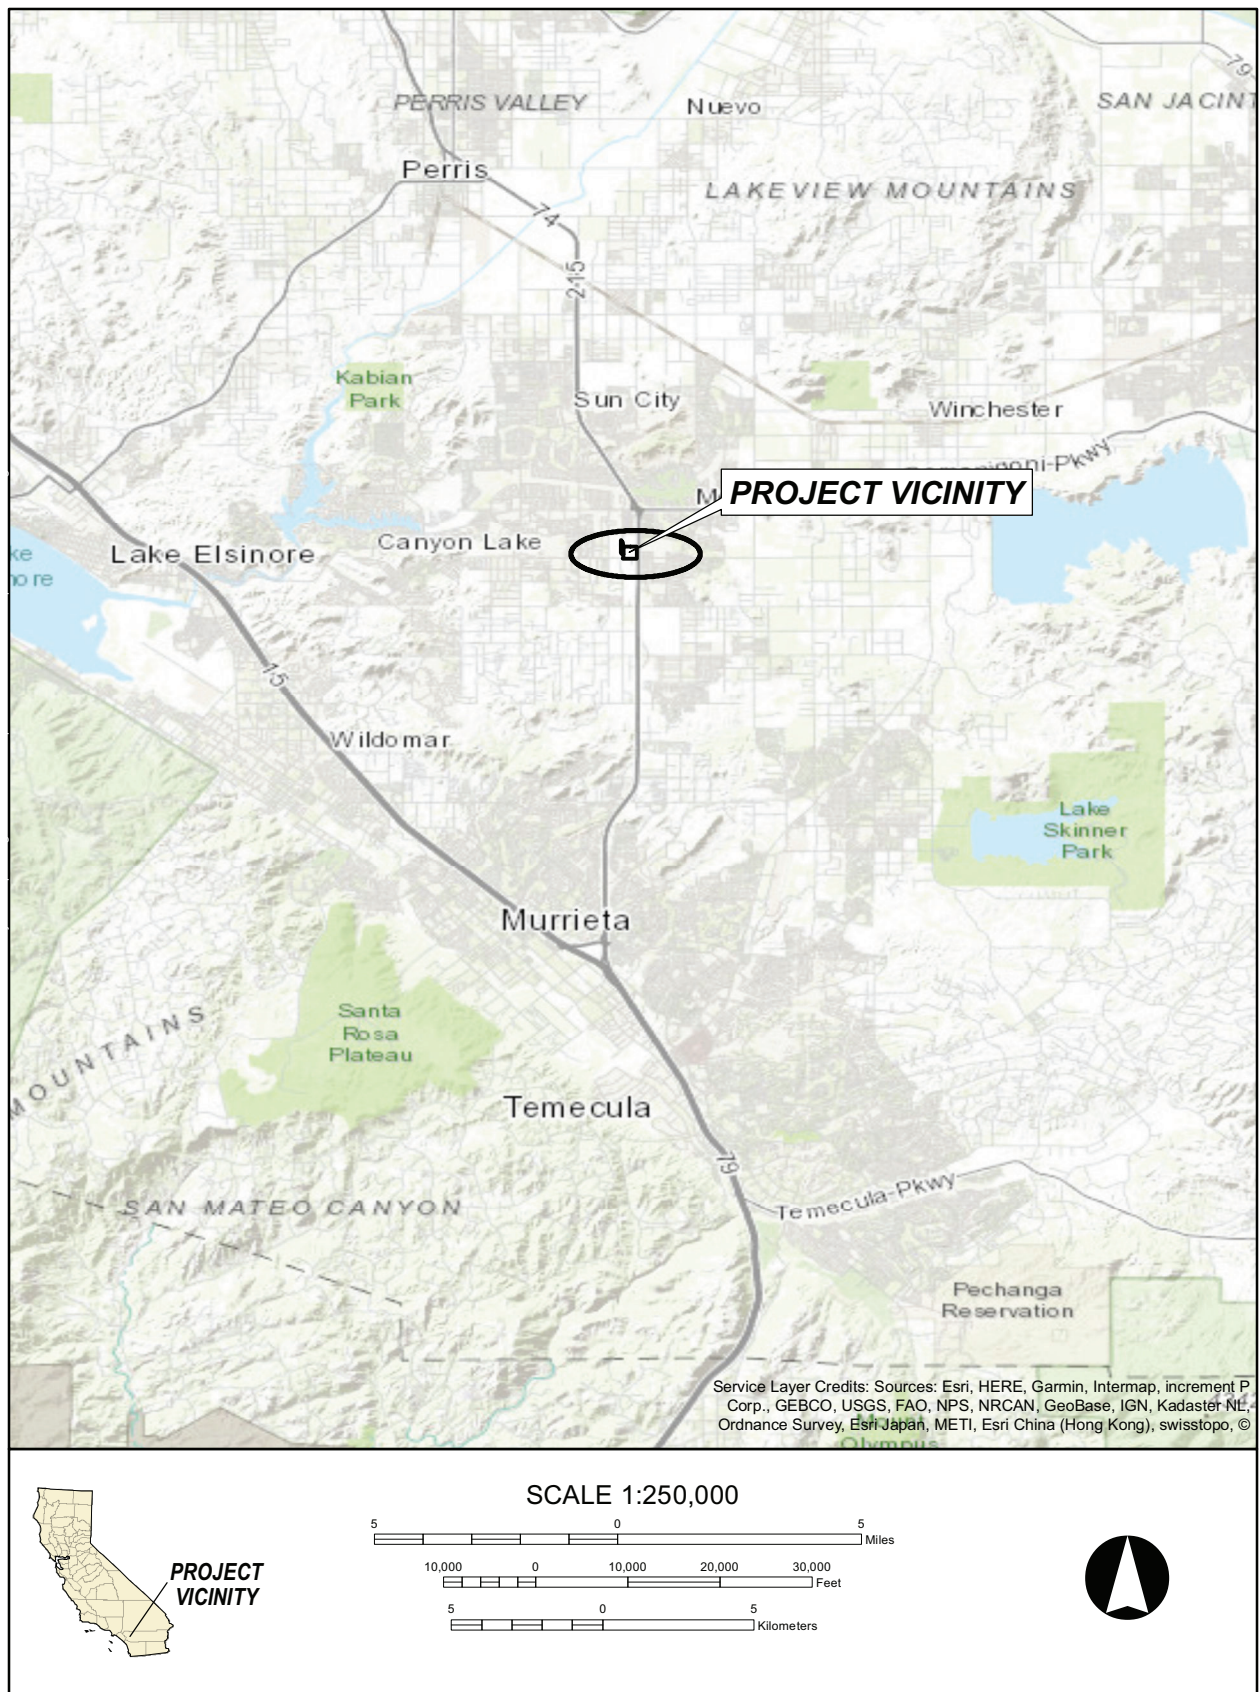 79
PERRIS VALLEY
Nuevo
SAN JACINT
Perris
LAKEVIEW MOUNTAINS
74
215
Kabian
Park
Sun City
Winchester
M
PROJECT VICINITY
Canyon Lake
Lake Elsinore
15
Wildomar
Lake
Skinner
Park
Murrieta
Santa
Rosa
Plateau
MOUNTAINS
Temecula
79
Temecula-Pkwy
SAN MATEO CANYON
Pechanga
Reservation
Service Layer Credits: Sources: Esri, HERE, Garmin, Intermap, increment P
Corp., GEBCO, USGS, FAO, NPS, NRCAN, GeoBase, IGN, Kadaster NL,
Ordnance Survey, Esri Japan, METI, Esri China (Hong Kong), swisstopo, ©
Mount
Olympus
SCALE 1:250,000
5 0 5
Miles
10,000 0 10,000 20,000 30,000
Feet
5 0 5
Kilometers
PROJECT
VICINITY